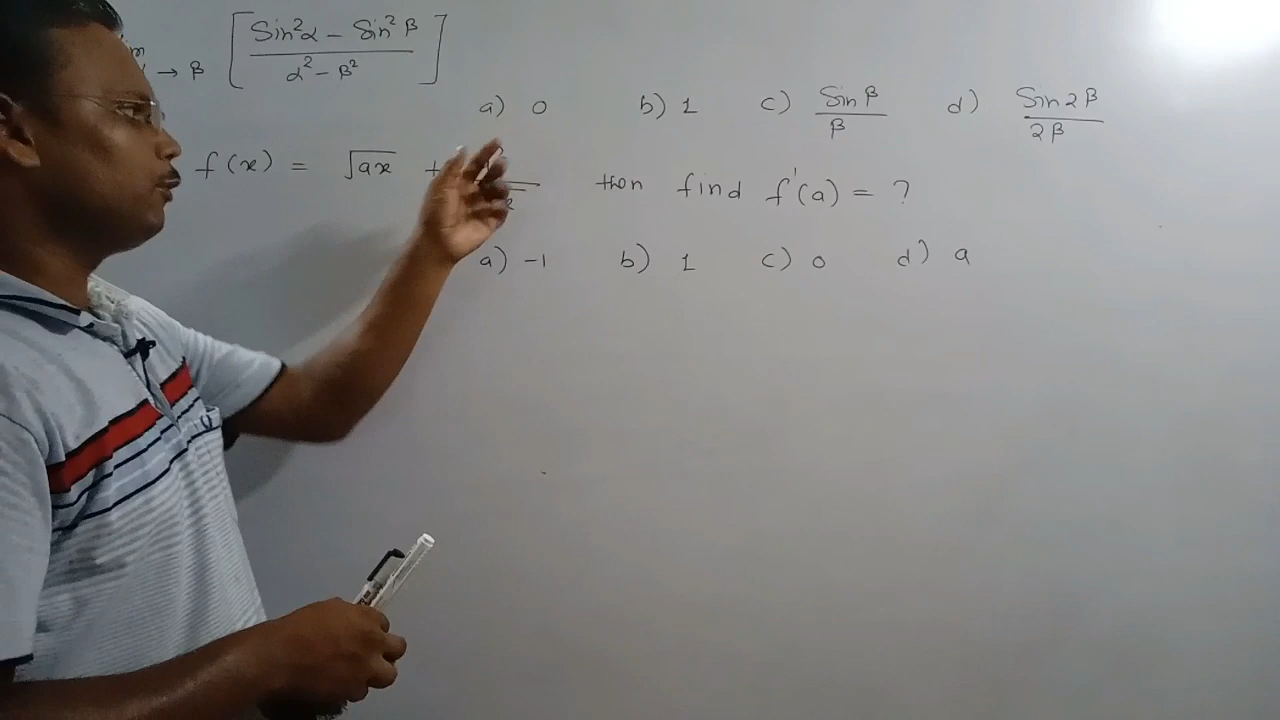 m → β [ (Sin²α − Sin²β) / (α² − β²) ]
a) 0 b) 1 c) Sin β / β d) Sin 2β / 2β
f(x) = √ax + then find f'(a) = ?
a) -1 b) 1 c) 0 d) a